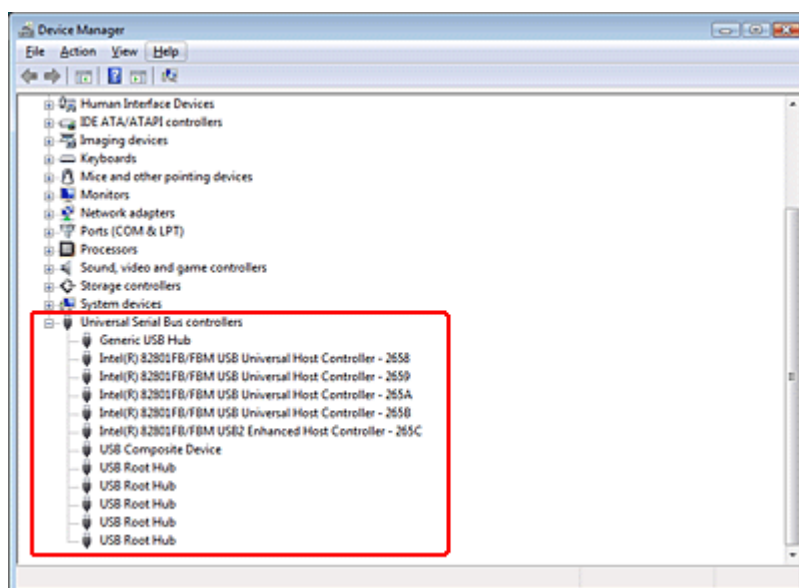 Device Manager
File Action View Help
Human Interface Devices
IDE ATA/ATAPI controllers
Imaging devices
Keyboards
Mice and other pointing devices
Monitors
Network adapters
Ports (COM & LPT)
Processors
Sound, video and game controllers
Storage controllers
System devices
Universal Serial Bus controllers
Generic USB Hub
Intel(R) 82801FB/FBM USB Universal Host Controller - 2658
Intel(R) 82801FB/FBM USB Universal Host Controller - 2659
Intel(R) 82801FB/FBM USB Universal Host Controller - 265A
Intel(R) 82801FB/FBM USB Universal Host Controller - 265B
Intel(R) 82801FB/FBM USB2 Enhanced Host Controller - 265C
USB Composite Device
USB Root Hub
USB Root Hub
USB Root Hub
USB Root Hub
USB Root Hub